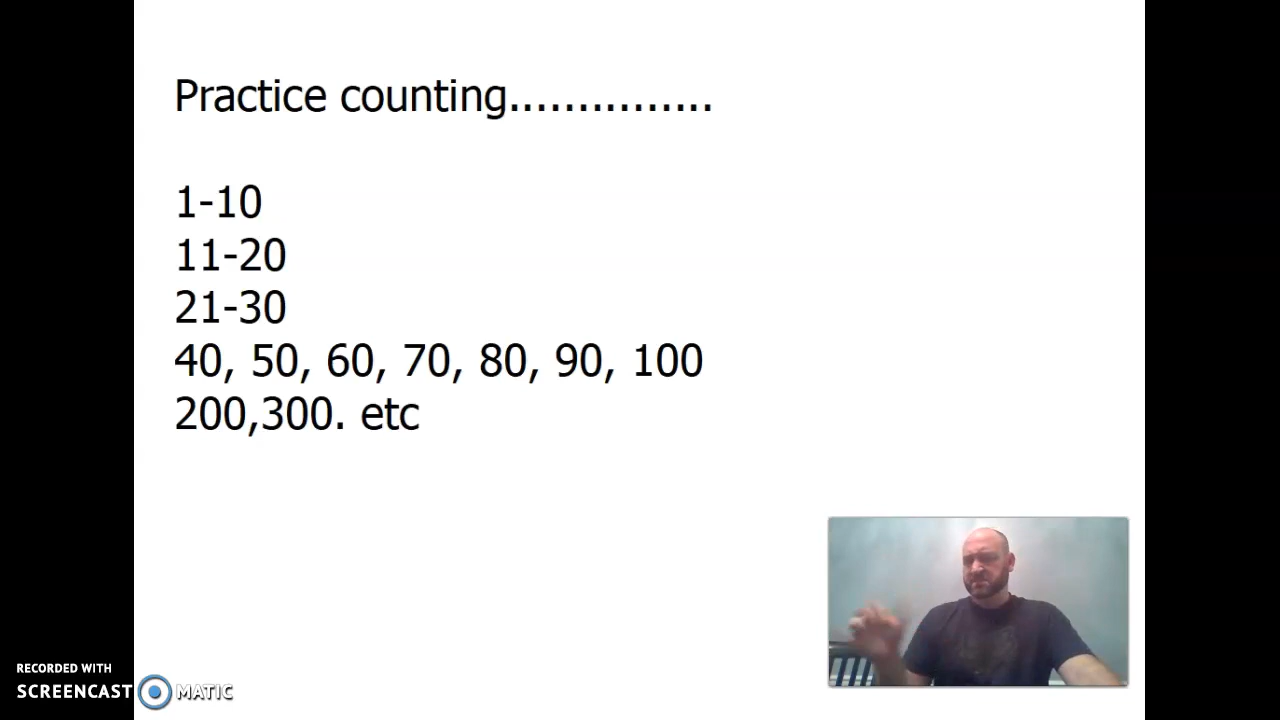 Practice counting...............
1-10
11-20
21-30
40, 50, 60, 70, 80, 90, 100
200,300. etc
RECORDED WITH
SCREENCAST MATIC